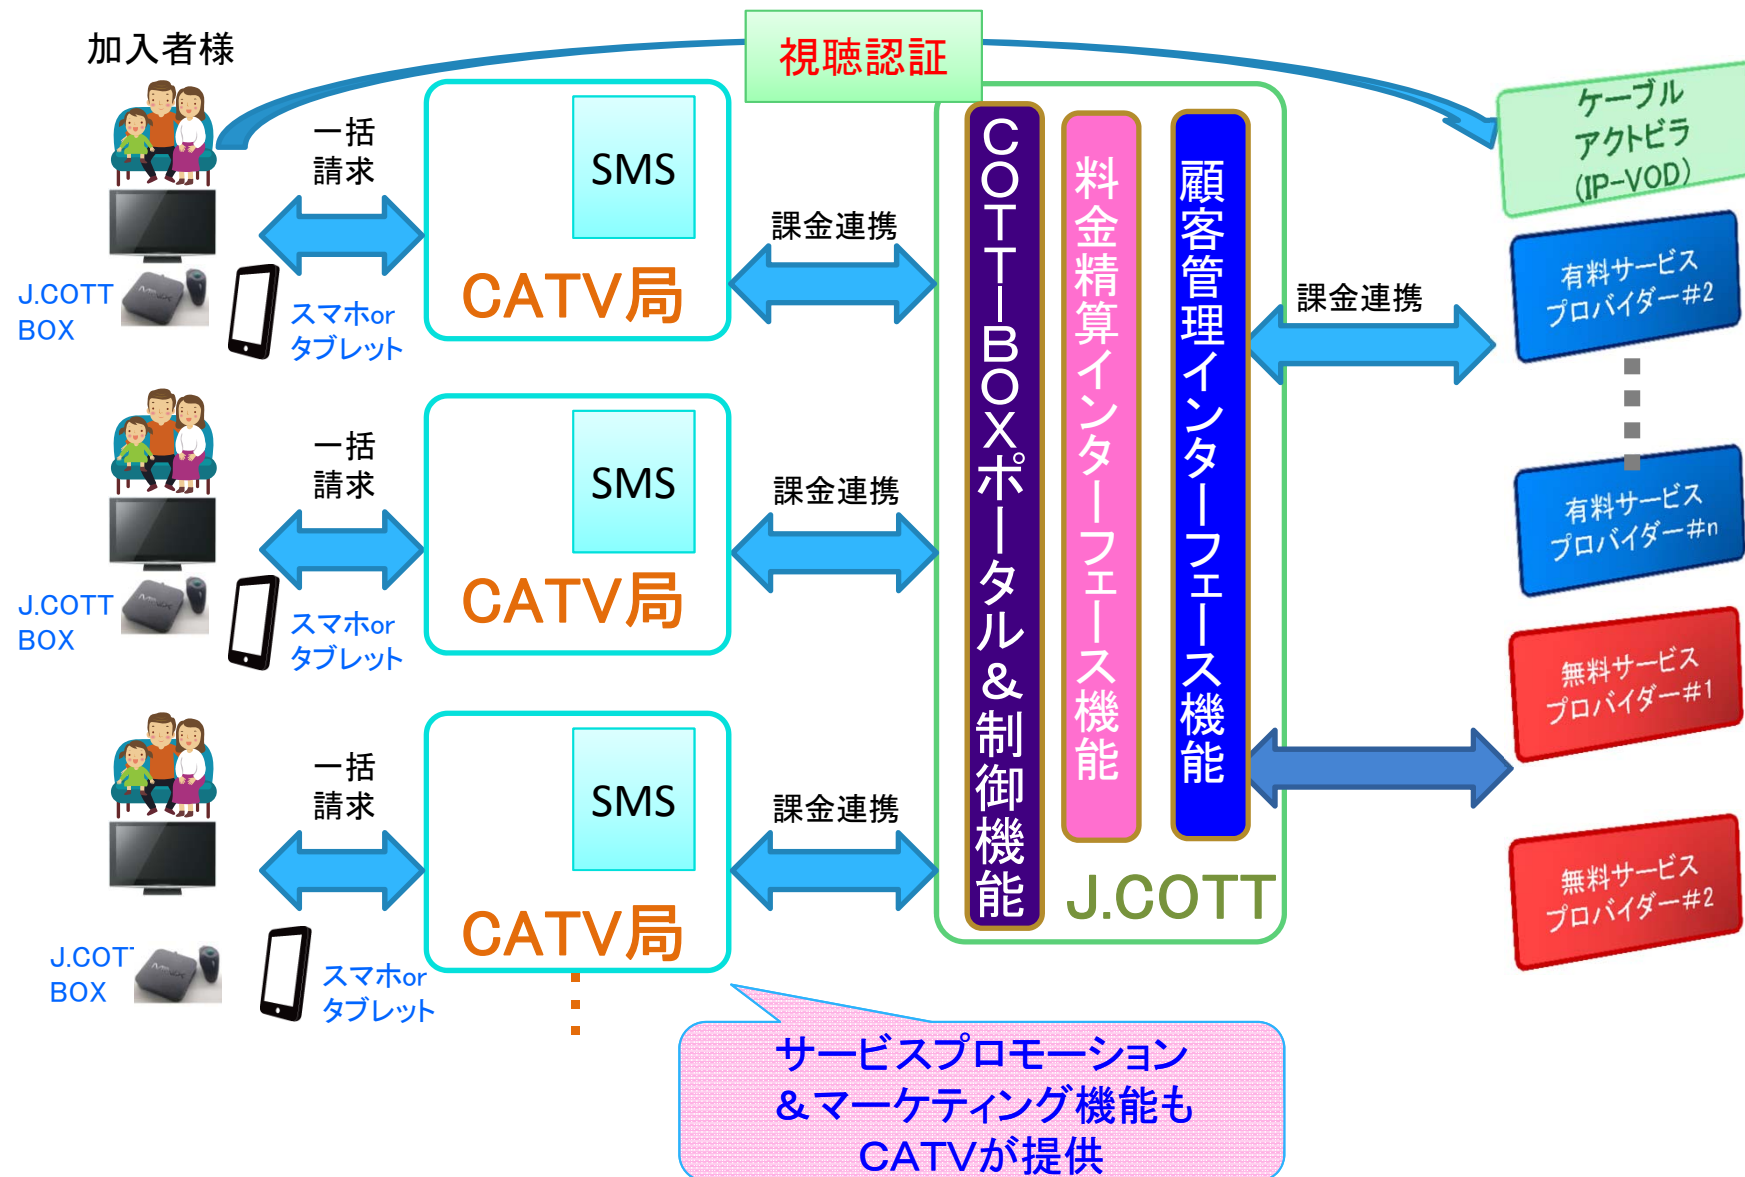 加入者様
視聴認証
一括
請求
SMS
CATV局
課金連携
J.COTT
BOX
スマホor
タブレット
一括
請求
SMS
CATV局
課金連携
J.COTT
BOX
スマホor
タブレット
一括
請求
SMS
CATV局
課金連携
J.COT
BOX
スマホor
タブレット
COTT－BOXポータル＆制御機能
料金精算インターフェース機能
顧客管理インターフェース機能
J.COTT
課金連携
ケーブル
アクトビラ
(IP-VOD)
有料サービス
プロバイダー#2
有料サービス
プロバイダー#n
無料サービス
プロバイダー#1
無料サービス
プロバイダー#2
サービスプロモーション
＆マーケティング機能も
CATVが提供